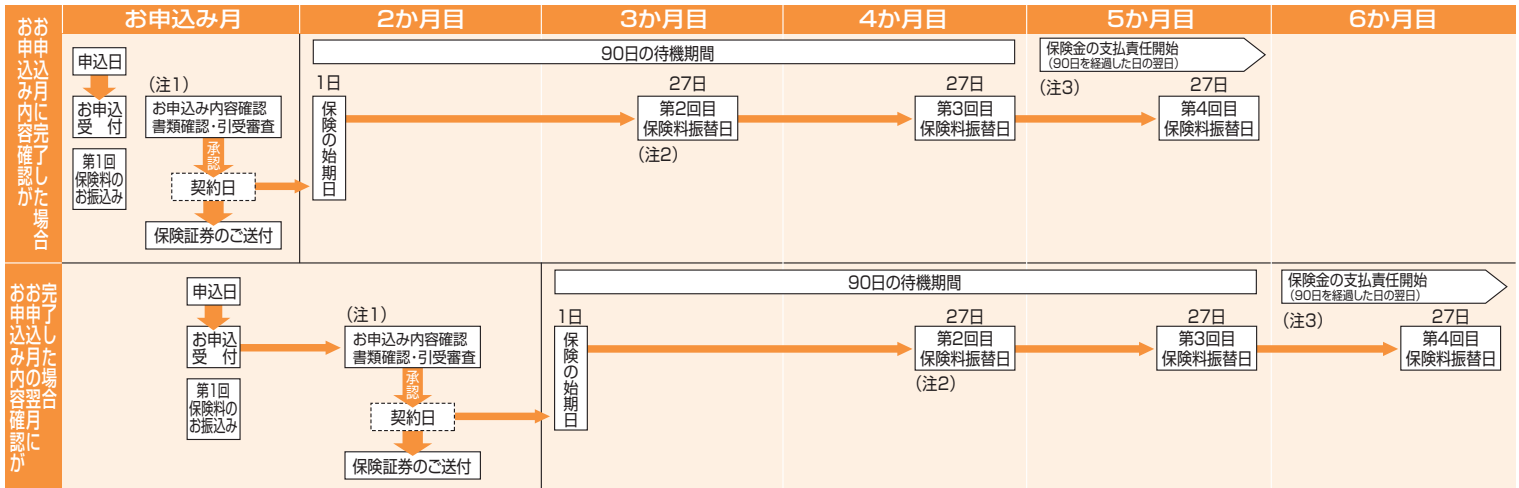 お申込み月
2か月目
3か月目
4か月目
5か月目
6か月目
お申込み内容確認が
お申込月に完了した場合
申込日
お申込
受 付
第1回
保険料の
お振込み
(注1)
お申込み内容確認
書類確認・引受審査
承認
契約日
保険証券のご送付
90日の待機期間
1日
保険の始期日
27日
第2回目
保険料振替日
(注2)
27日
第3回目
保険料振替日
保険金の支払責任開始
(90日を経過した日の翌日)
(注3)
27日
第4回目
保険料振替日
お申込み内容確認が
お申込月の翌月に
完了した場合
申込日
お申込
受 付
第1回
保険料の
お振込み
(注1)
お申込み内容確認
書類確認・引受審査
承認
契約日
保険証券のご送付
90日の待機期間
1日
保険の始期日
27日
第2回目
保険料振替日
(注2)
27日
第3回目
保険料振替日
保険金の支払責任開始
(90日を経過した日の翌日)
(注3)
27日
第4回目
保険料振替日